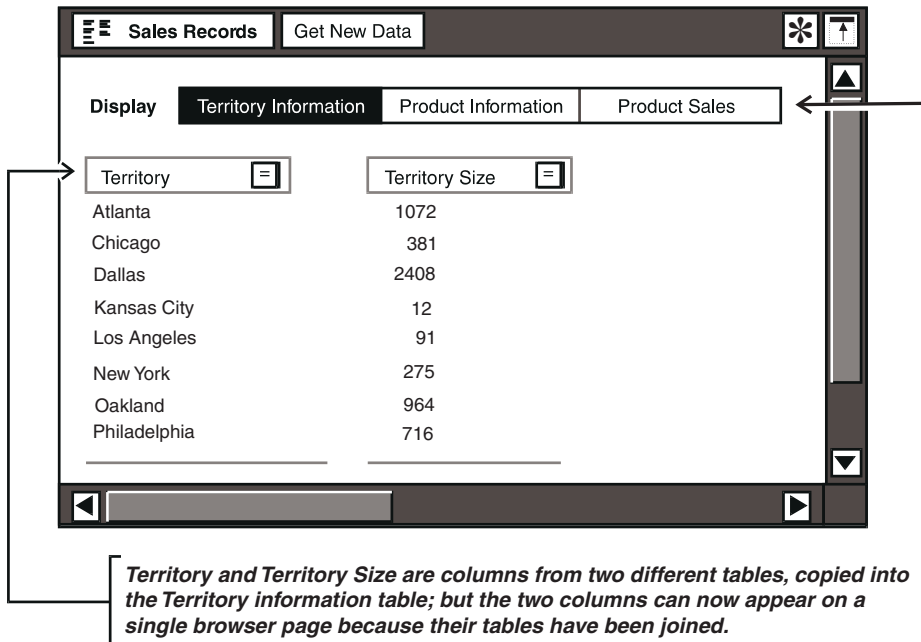 Sales Records Get New Data
Display Territory Information Product Information Product Sales
Territory = Territory Size =
Atlanta 1072
Chicago 381
Dallas 2408
Kansas City 12
Los Angeles 91
New York 275
Oakland 964
Philadelphia 716
Territory and Territory Size are columns from two different tables, copied into
the Territory information table; but the two columns can now appear on a
single browser page because their tables have been joined.